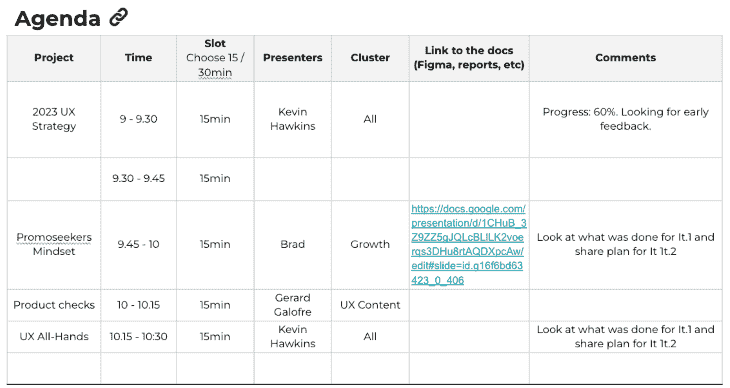 Agenda
Project
Time
Slot
Choose 15 /
30min
Presenters
Cluster
Link to the docs
(Figma, reports, etc)
Comments
2023 UX
Strategy
9 - 9.30
15min
Kevin
Hawkins
All
Progress: 60%. Looking for early
feedback.
9.30 - 9.45
15min
Promoseekers
Mindset
9.45 - 10
15min
Brad
Growth
https://docs.google.com/
presentation/d/1CHuB_3
Z9ZZ5gJQLcBLlLK2voe
rqs3DHu8rtAQDXpcAw/
edit#slide=id.g16f6bd63
423_0_406
Look at what was done for It.1 and
share plan for It 1t.2
Product checks
10 - 10.15
15min
Gerard
Galofre
UX Content
UX All-Hands
10.15 - 10:30
15min
Kevin
Hawkins
All
Look at what was done for It.1 and
share plan for It 1t.2